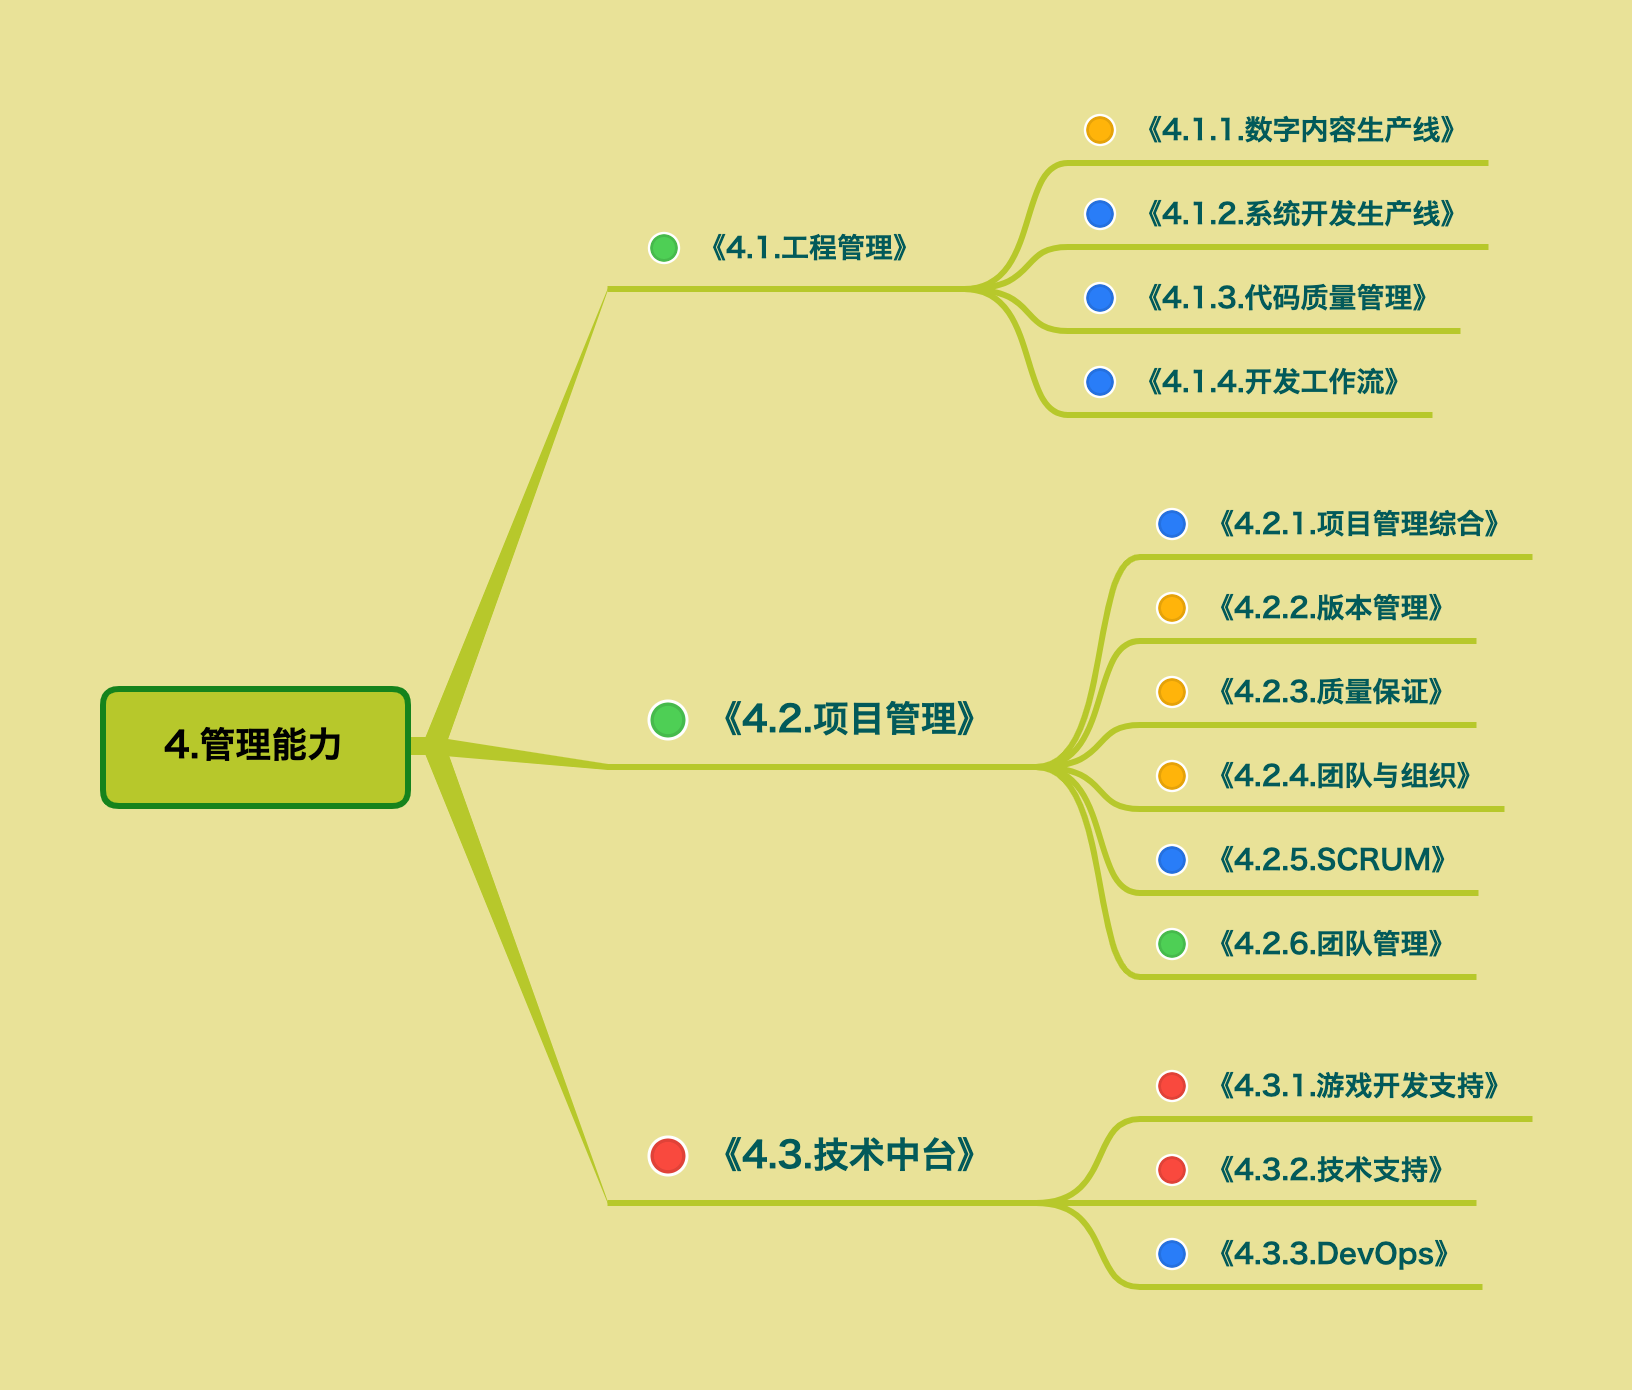 4.管理能力
《4.1.工程管理》
《4.1.1.数字内容生产线》
《4.1.2.系统开发生产线》
《4.1.3.代码质量管理》
《4.1.4.开发工作流》
《4.2.项目管理》
《4.2.1.项目管理综合》
《4.2.2.版本管理》
《4.2.3.质量保证》
《4.2.4.团队与组织》
《4.2.5.SCRUM》
《4.2.6.团队管理》
《4.3.技术中台》
《4.3.1.游戏开发支持》
《4.3.2.技术支持》
《4.3.3.DevOps》